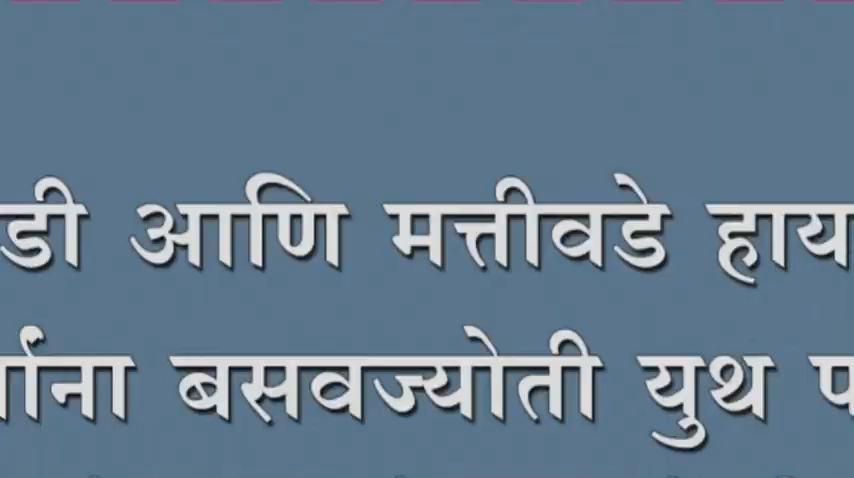 डी आणि मत्तीवडे हाय
र्गाना बसवज्योती युथ प